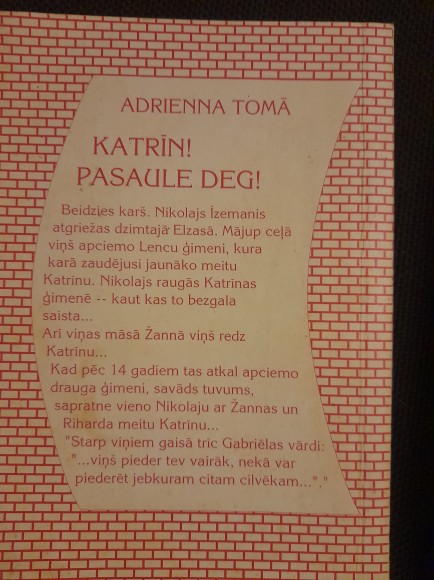 ADRIENNA TOMĀ
KATRĪN!
PASAULE DEG!
Beidzies karš. Nikolajs Īzemanis
atgriežas dzimtajā Elzasā. Mājup ceļā
viņš apciemo Lencu ģimeni, kura
karā zaudējusi jaunāko meitu
Katrīnu. Nikolajs raugās Katrīnas
ģimenē -- kaut kas to bezgala
saista...
Arī viņas māsā Žannā viņš redz
Katrīnu...
Kad pēc 14 gadiem tas atkal apciemo
drauga ģimeni, savāds tuvums,
sapratne vieno Nikolaju ar Žannas un
Riharda meitu Katrīnu...
"Starp viņiem gaisā trīc Gabriēlas vārdi:
"...viņš pieder tev vairāk, nekā var
piederēt jebkuram citam cilvēkam..."."